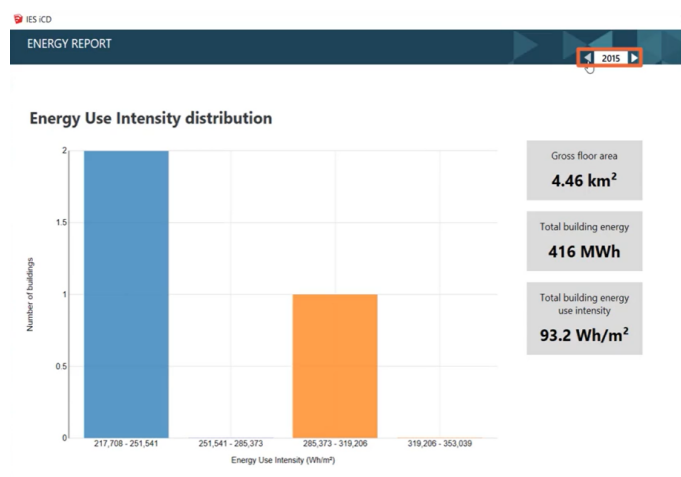 IES iCD
ENERGY REPORT
2015
Energy Use Intensity distribution
2
1.5
1
0.5
0
Number of buildings
217,708 - 251,541
251,541 - 285,373
285,373 - 319,206
319,206 - 353,039
Energy Use Intensity (Wh/m²)
Gross floor area
4.46 km²
Total building energy
416 MWh
Total building energy
use intensity
93.2 Wh/m²